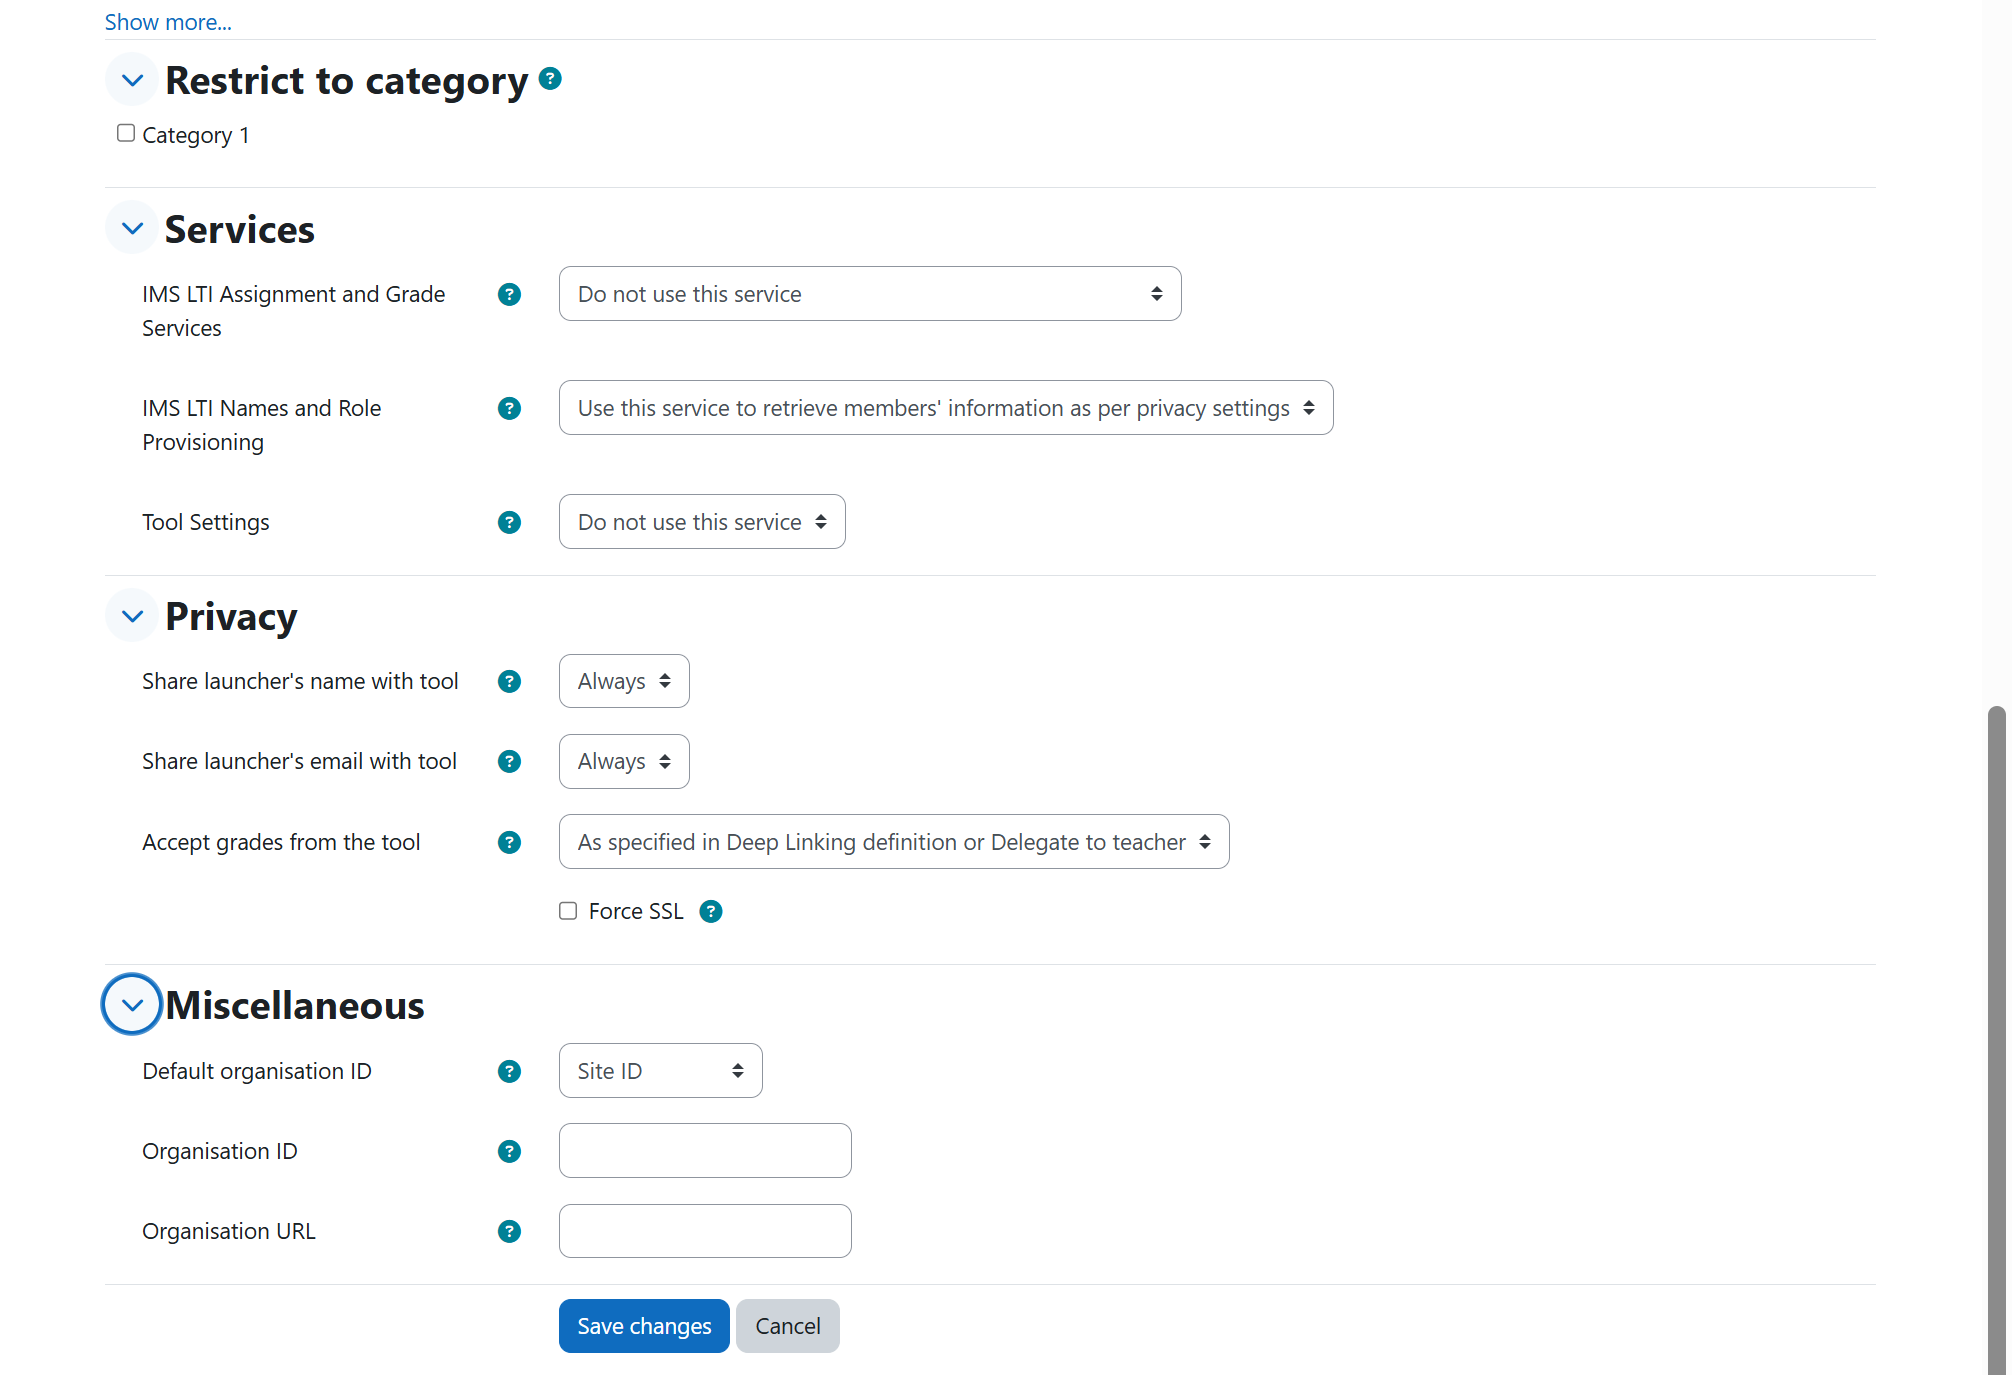 Show more...
Restrict to category ?
Category 1
Services
IMS LTI Assignment and Grade
Services
? Do not use this service
IMS LTI Names and Role
Provisioning
? Use this service to retrieve members' information as per privacy settings
Tool Settings ? Do not use this service
Privacy
Share launcher's name with tool ? Always
Share launcher's email with tool ? Always
Accept grades from the tool ? As specified in Deep Linking definition or Delegate to teacher
Force SSL ?
Miscellaneous
Default organisation ID ? Site ID
Organisation ID ?
Organisation URL ?
Save changes Cancel